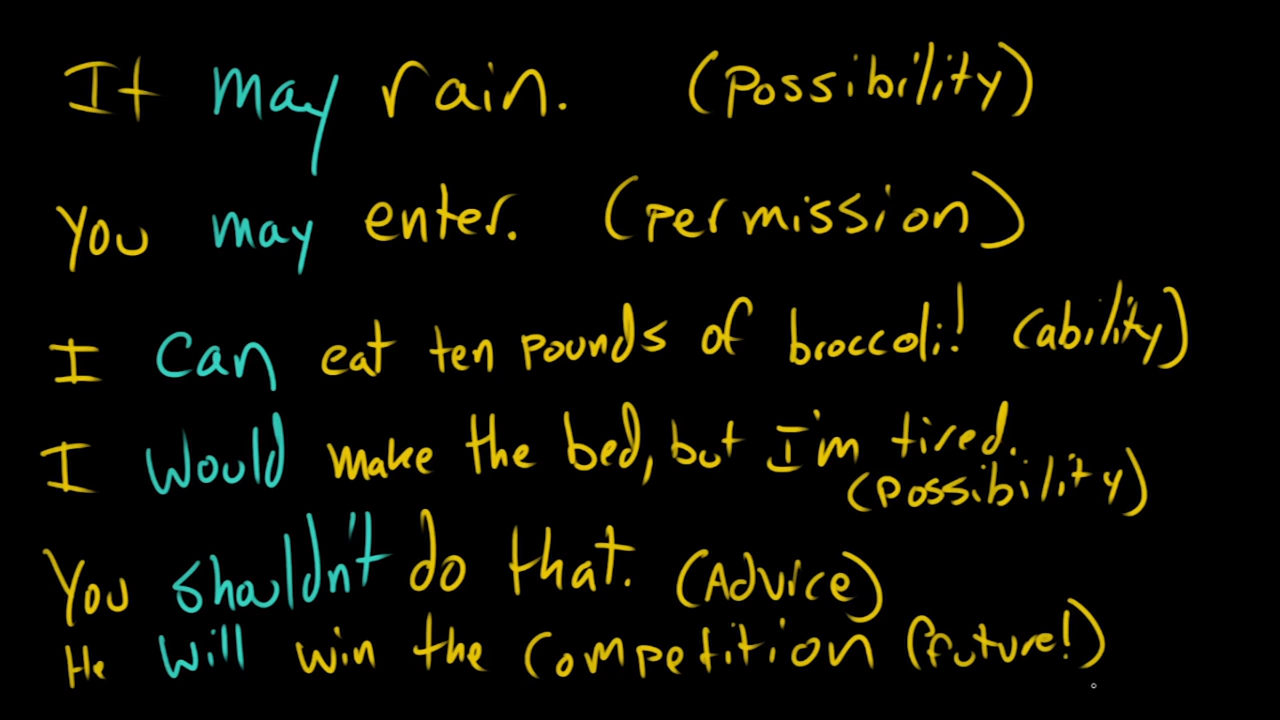 It may rain. (possibility)
You may enter. (permission)
I can eat ten pounds of broccoli! (ability)
I would make the bed, but I'm tired.
(possibility)
You shouldn't do that. (Advice)
He will win the competition (future!)